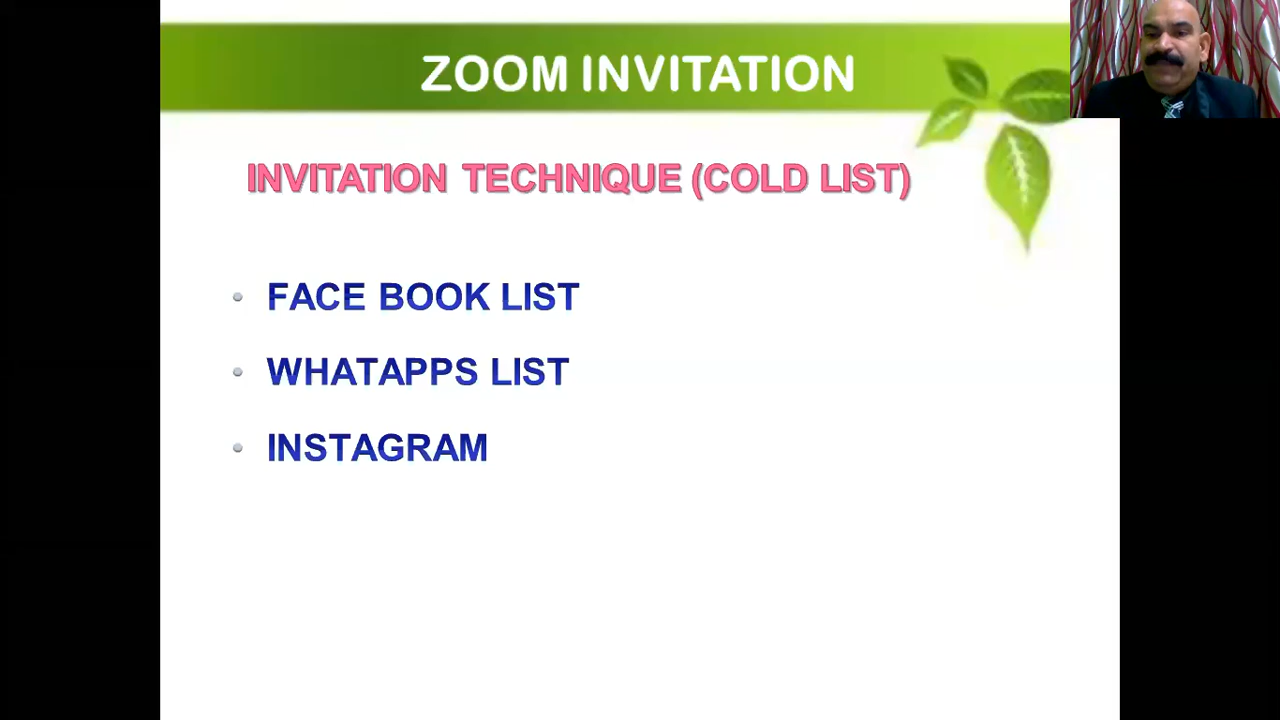 ZOOM INVITATION
INVITATION TECHNIQUE (COLD LIST)
• FACE BOOK LIST
• WHATAPPS LIST
• INSTAGRAM